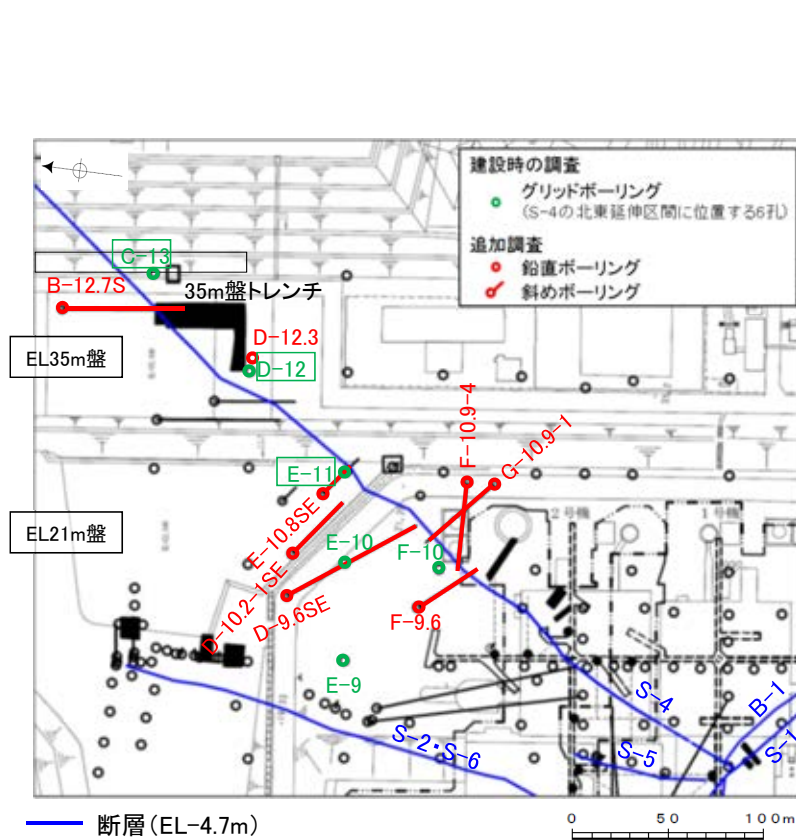 建設時の調査
グリッドボーリング
(S-4の北東延伸区間に位置する6孔)
追加調査
鉛直ボーリング
斜めボーリング
C-13
B-12.7S
35m盤トレンチ
D-12.3
EL35m盤
D-12
F-10.9-4
G-10.9-1
E-11
E-10.8SE
EL21m盤
2号機
1号機
E-10
F-10
D-10.2-1SE
D-9.6SE
F-9.6
E-9
S-4
B-1
S-2・S-6
S-5
S-1
断層(EL-4.7m)
0 50 100m